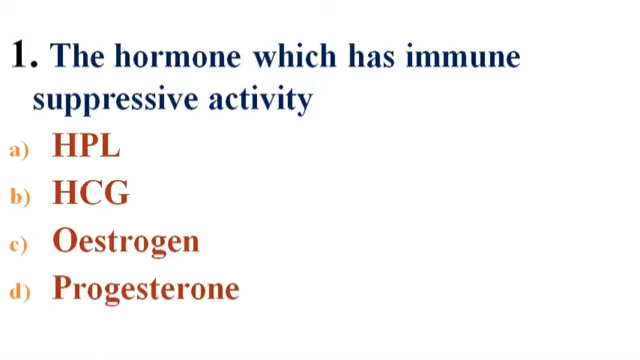 1. The hormone which has immune
suppressive activity
a) HPL
b) HCG
c) Oestrogen
d) Progesterone